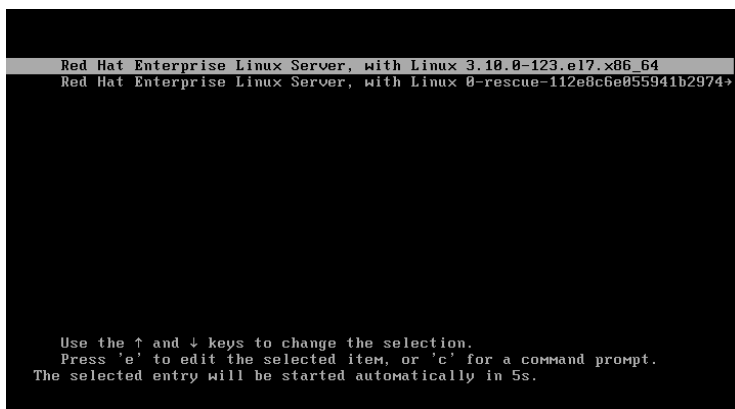 Red Hat Enterprise Linux Server, with Linux 3.10.0-123.el7.x86_64
Red Hat Enterprise Linux Server, with Linux 0-rescue-112e8c6e055941b2974→
Use the ↑ and ↓ keys to change the selection.
Press 'e' to edit the selected item, or 'c' for a command prompt.
The selected entry will be started automatically in 5s.